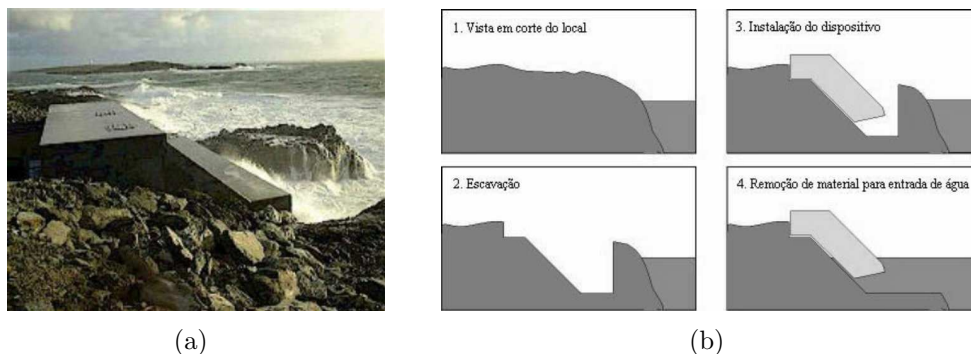 1. Vista em corte do local
2. Escavação
3. Instalação do dispositivo
4. Remoção de material para entrada de água
(a)
(b)